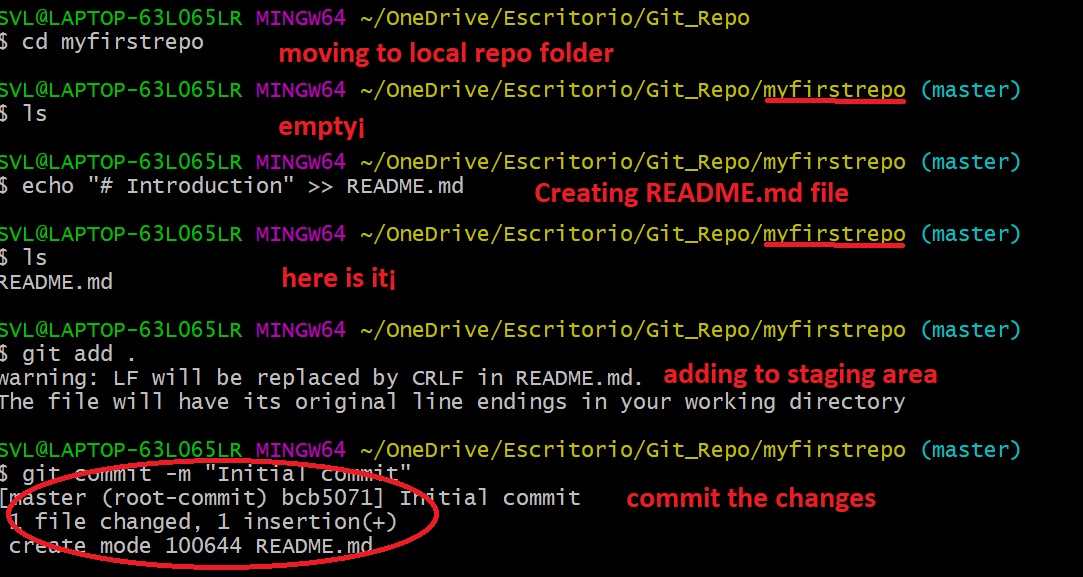 SVL@LAPTOP-63LO65LR MINGW64 ~/OneDrive/Escritorio/Git_Repo
$ cd myfirstrepo
moving to local repo folder
SVL@LAPTOP-63LO65LR MINGW64 ~/OneDrive/Escritorio/Git_Repo/myfirstrepo (master)
$ ls
empty¡
SVL@LAPTOP-63LO65LR MINGW64 ~/OneDrive/Escritorio/Git_Repo/myfirstrepo (master)
$ echo "# Introduction" >> README.md
Creating README.md file
SVL@LAPTOP-63LO65LR MINGW64 ~/OneDrive/Escritorio/Git_Repo/myfirstrepo (master)
$ ls
README.md
here is it¡
SVL@LAPTOP-63LO65LR MINGW64 ~/OneDrive/Escritorio/Git_Repo/myfirstrepo (master)
$ git add .
warning: LF will be replaced by CRLF in README.md.
adding to staging area
The file will have its original line endings in your working directory
SVL@LAPTOP-63LO65LR MINGW64 ~/OneDrive/Escritorio/Git_Repo/myfirstrepo (master)
$ git commit -m "Initial commit"
[master (root-commit) bcb5071] Initial commit
commit the changes
1 file changed, 1 insertion(+)
create mode 100644 README.md